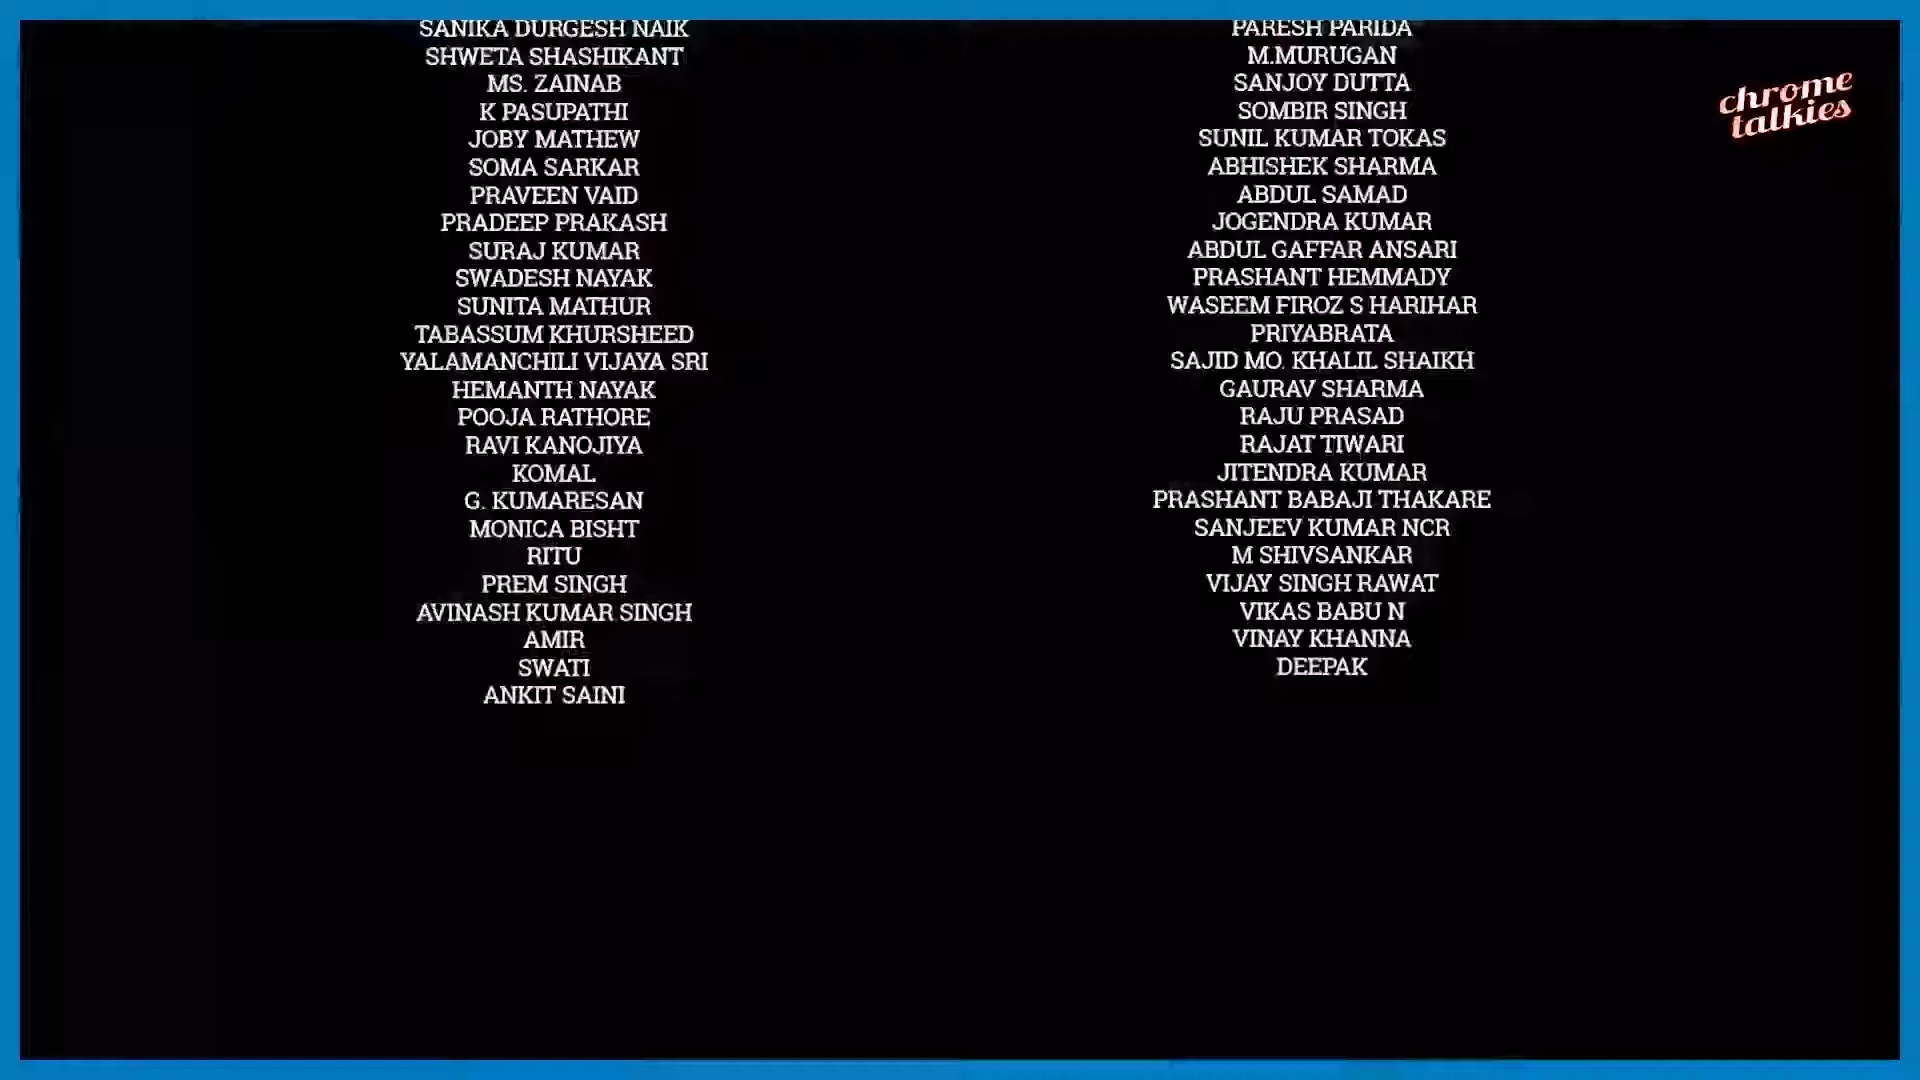 SANIKA DURGESH NAIK
SHWETA SHASHIKANT
MS. ZAINAB
K PASUPATHI
JOBY MATHEW
SOMA SARKAR
PRAVEEN VAID
PRADEEP PRAKASH
SURAJ KUMAR
SWADESH NAYAK
SUNITA MATHUR
TABASSUM KHURSHEED
YALAMANCHILI VIJAYA SRI
HEMANTH NAYAK
POOJA RATHORE
RAVI KANOJIYA
KOMAL
G. KUMARESAN
MONICA BISHT
RITU
PREM SINGH
AVINASH KUMAR SINGH
AMIR
SWATI
ANKIT SAINI
PARESH PARIDA
M.MURUGAN
SANJOY DUTTA
SOMBIR SINGH
SUNIL KUMAR TOKAS
ABHISHEK SHARMA
ABDUL SAMAD
JOGENDRA KUMAR
ABDUL GAFFAR ANSARI
PRASHANT HEMMADY
WASEEM FIROZ S HARIHAR
PRIYABRATA
SAJID MO. KHALIL SHAIKH
GAURAV SHARMA
RAJU PRASAD
RAJAT TIWARI
JITENDRA KUMAR
PRASHANT BABAJI THAKARE
SANJEEV KUMAR NCR
M SHIVSANKAR
VIJAY SINGH RAWAT
VIKAS BABU N
VINAY KHANNA
DEEPAK
chrome
talkies